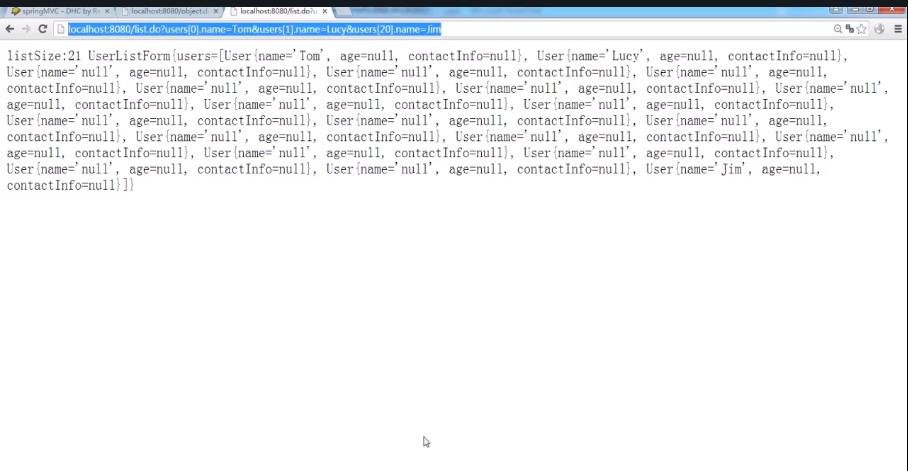 springMVC - DHC by Re
localhost:8080/object.d
localhost:8080/list.do?u
localhost:8080/list.do?users[0].name=Tom&users[1].name=Lucy&users[20].name=Jim
listSize:21 UserListForm{users=[User{name='Tom', age=null, contactInfo=null}, User{name='Lucy', age=null, contactInfo=null},
User{name='null', age=null, contactInfo=null}, User{name='null', age=null, contactInfo=null}, User{name='null', age=null,
contactInfo=null}, User{name='null', age=null, contactInfo=null}, User{name='null', age=null, contactInfo=null}, User{name='null',
age=null, contactInfo=null}, User{name='null', age=null, contactInfo=null}, User{name='null', age=null, contactInfo=null},
User{name='null', age=null, contactInfo=null}, User{name='null', age=null, contactInfo=null}, User{name='null', age=null,
contactInfo=null}, User{name='null', age=null, contactInfo=null}, User{name='null', age=null, contactInfo=null}, User{name='null',
age=null, contactInfo=null}, User{name='null', age=null, contactInfo=null}, User{name='null', age=null, contactInfo=null},
User{name='null', age=null, contactInfo=null}, User{name='null', age=null, contactInfo=null}, User{name='Jim', age=null,
contactInfo=null}]}